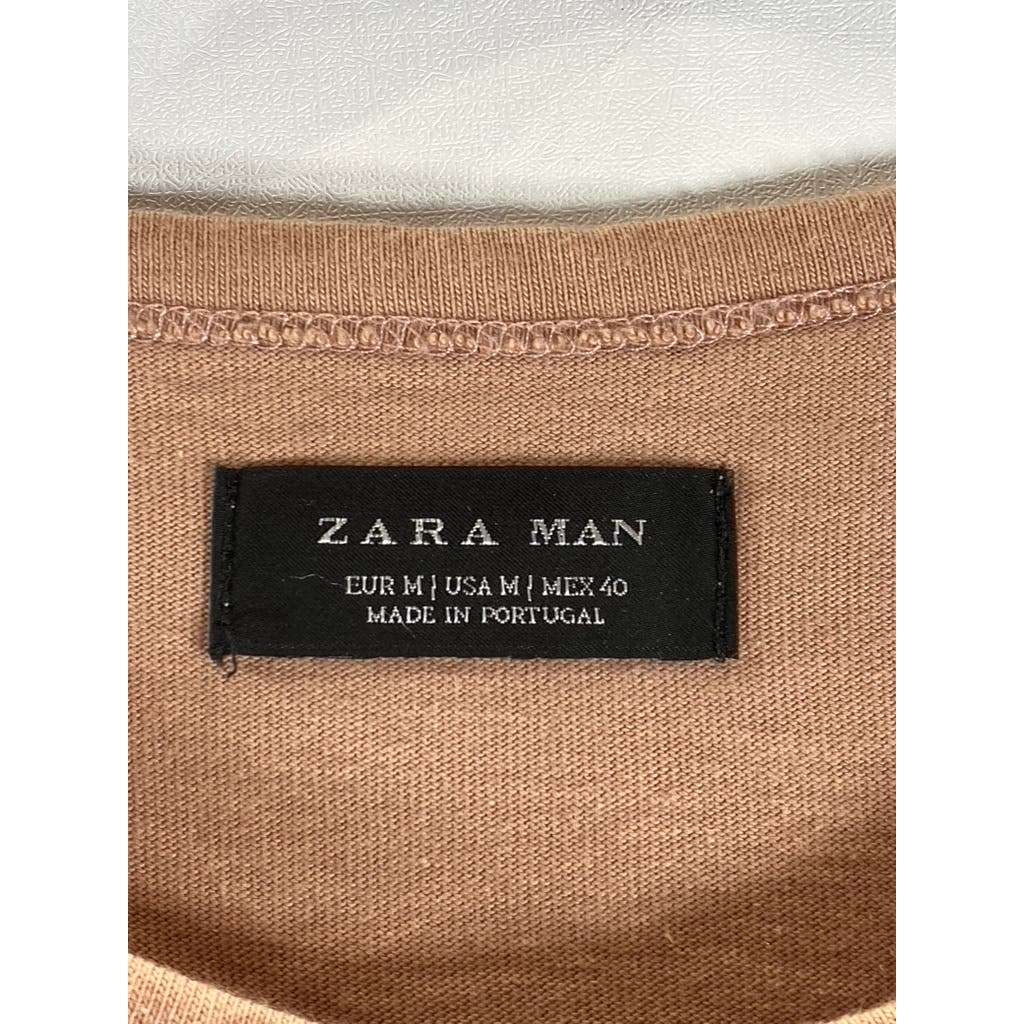 ZARA MAN
EUR M | USA M | MEX 40
MADE IN PORTUGAL